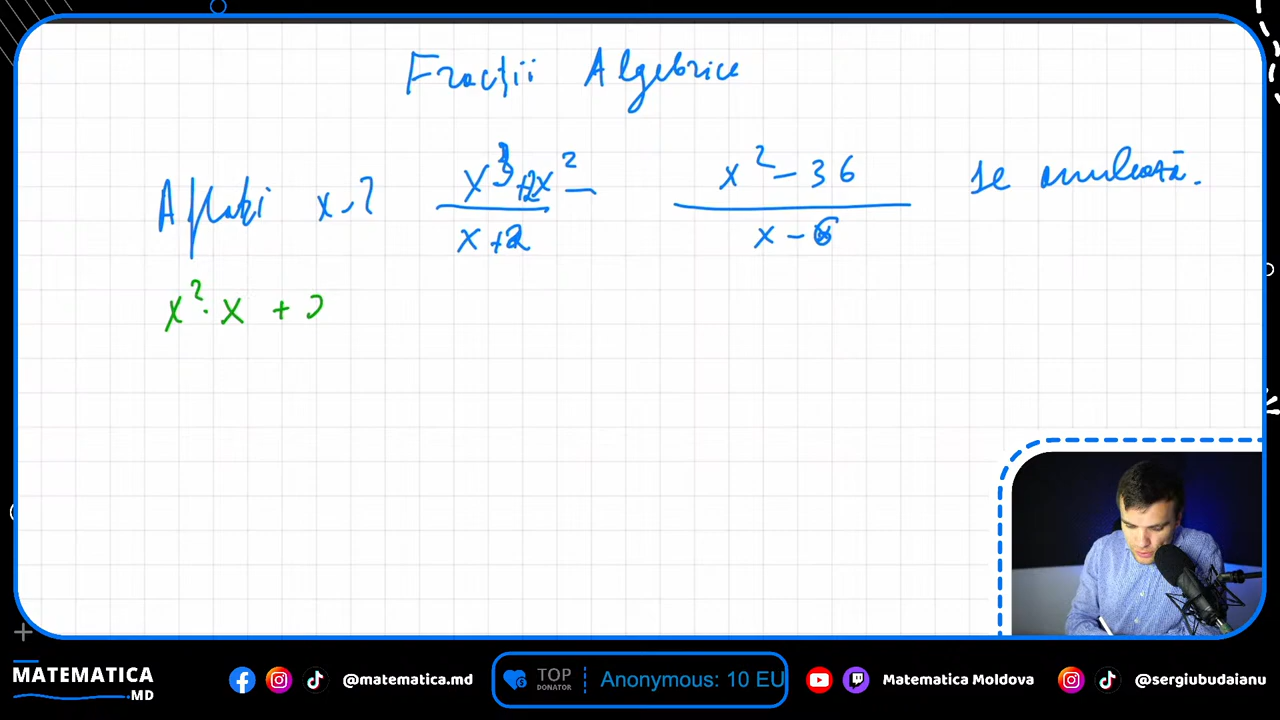 Fracții Algebrice
Aflați x-? x³+2x² — / x+2 x² - 36 / x - 6 se anulează.
x² · x + 2
MATEMATICA
.MD
@matematica.md
TOP
DONATOR
Anonymous: 10 EU
Matematica Moldova
@sergiubudaianu